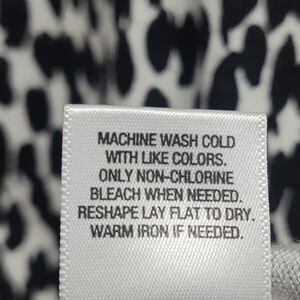 MACHINE WASH COLD
WITH LIKE COLORS.
ONLY NON-CHLORINE
BLEACH WHEN NEEDED.
RESHAPE LAY FLAT TO DRY.
WARM IRON IF NEEDED.